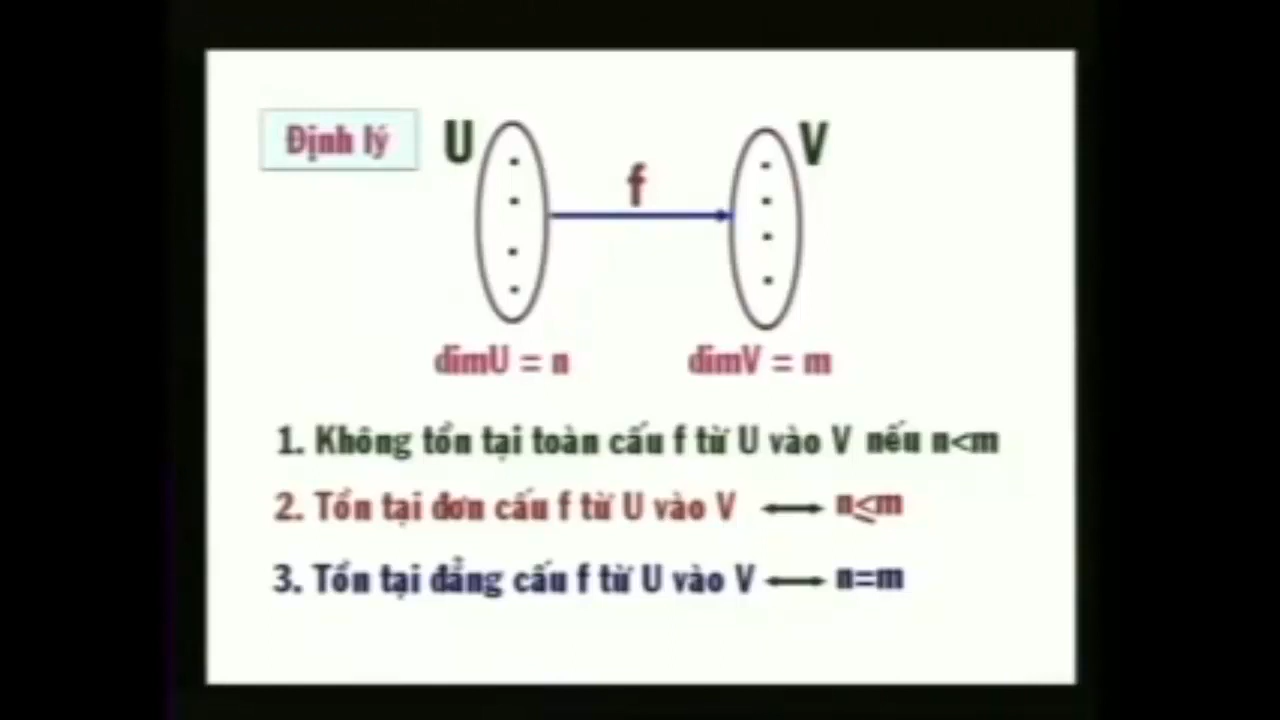 Định lý
U
V
f
dimU = n
dimV = m
1. Không tồn tại toàn cấu f từ U vào V nếu n<m
2. Tồn tại đơn cấu f từ U vào V ⟷ n≤m
3. Tồn tại đẳng cấu f từ U vào V ⟷ n=m